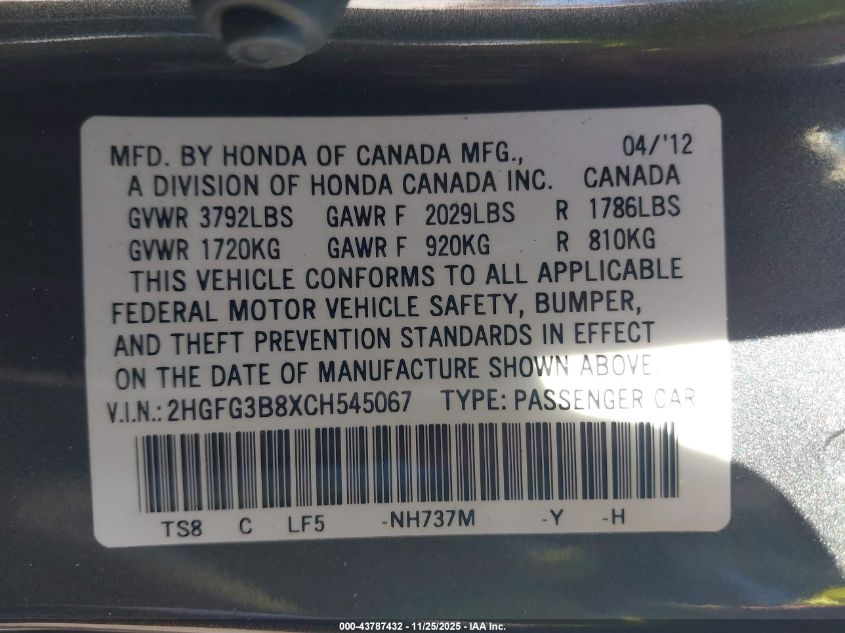 MFD. BY HONDA OF CANADA MFG., 04/'12
A DIVISION OF HONDA CANADA INC. CANADA
GVWR 3792LBS GAWR F 2029LBS R 1786LBS
GVWR 1720KG GAWR F 920KG R 810KG
THIS VEHICLE CONFORMS TO ALL APPLICABLE
FEDERAL MOTOR VEHICLE SAFETY, BUMPER,
AND THEFT PREVENTION STANDARDS IN EFFECT
ON THE DATE OF MANUFACTURE SHOWN ABOVE.
V.I.N.: 2HGFG3B8XCH545067 TYPE: PASSENGER CAR
TS8 C LF5 -NH737M -Y -H
000-43787432 - 11/25/2025 - IAA Inc.